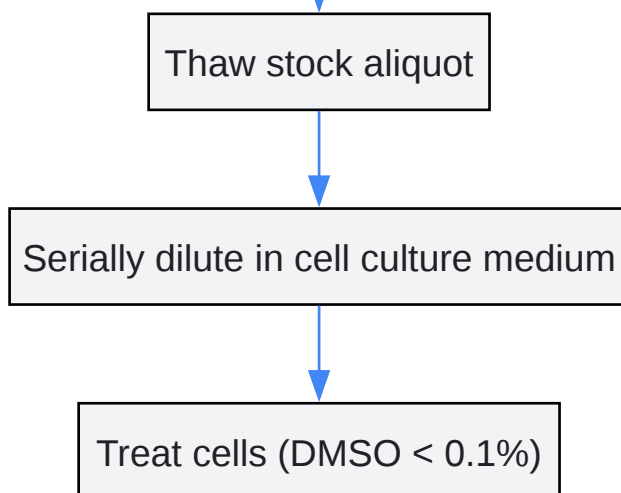 Thaw stock aliquot
Serially dilute in cell culture medium
Treat cells (DMSO < 0.1%)